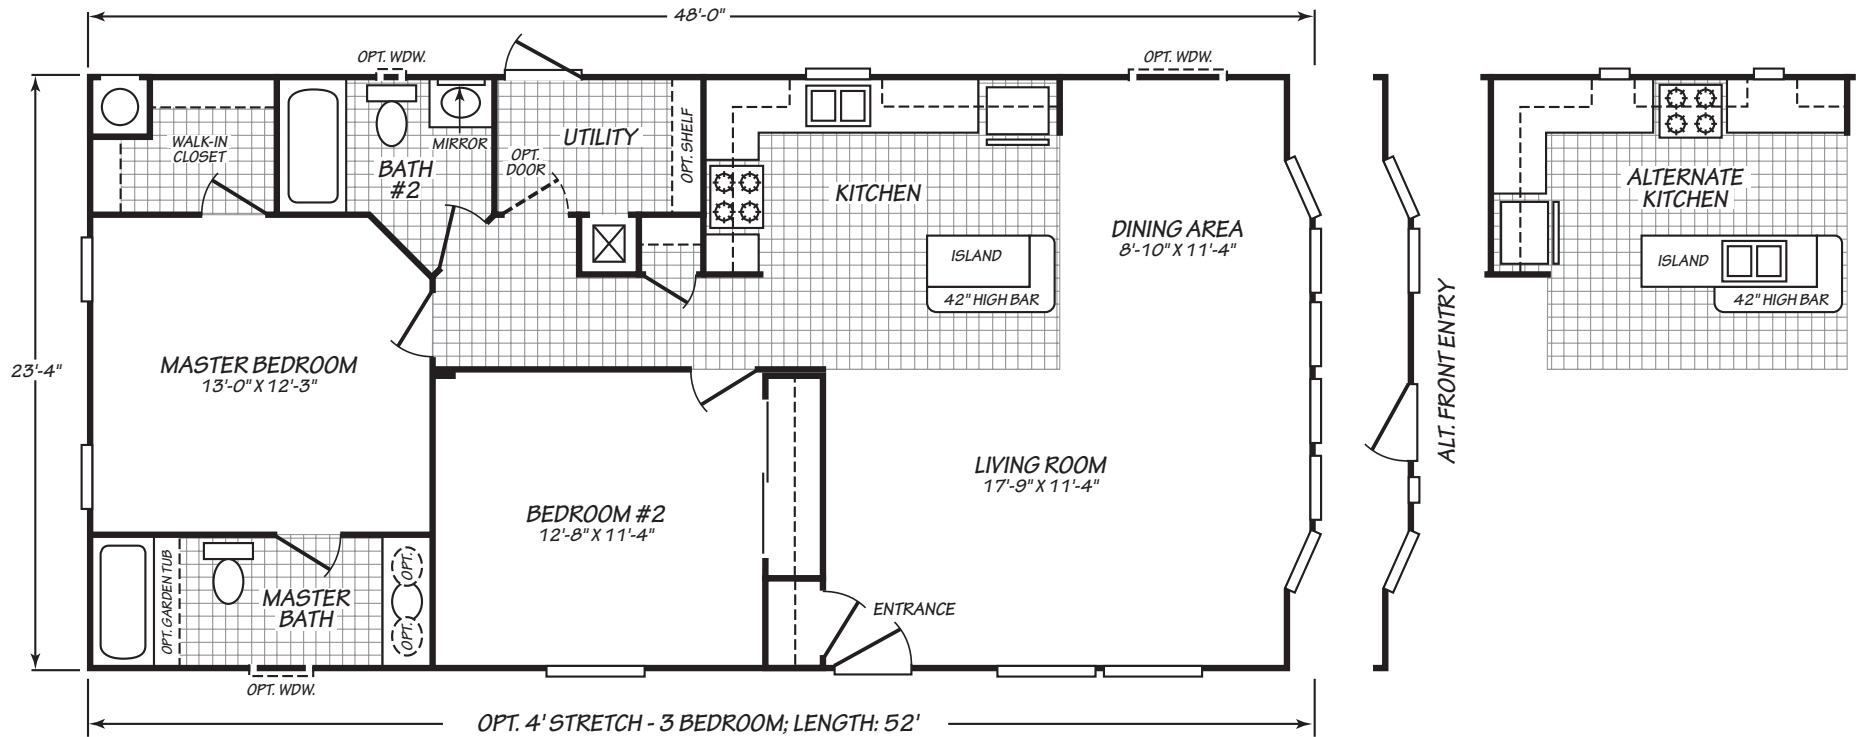 48'-0"
OPT. WDW.
OPT. WDW.
WALK-IN
CLOSET
MIRROR
BATH
#2
UTILITY
OPT.
DOOR
OPT. SHELF
KITCHEN
ISLAND
42" HIGH BAR
DINING AREA
8'-10" X 11'-4"
ALTERNATE
KITCHEN
ISLAND
42" HIGH BAR
ALT. FRONT ENTRY
23'-4"
MASTER BEDROOM
13'-0" X 12'-3"
LIVING ROOM
17'-9" X 11'-4"
BEDROOM #2
12'-8" X 11'-4"
OPT. GARDEN TUB
MASTER
BATH
OPT.
OPT.
ENTRANCE
OPT. WDW.
OPT. 4' STRETCH - 3 BEDROOM; LENGTH: 52'